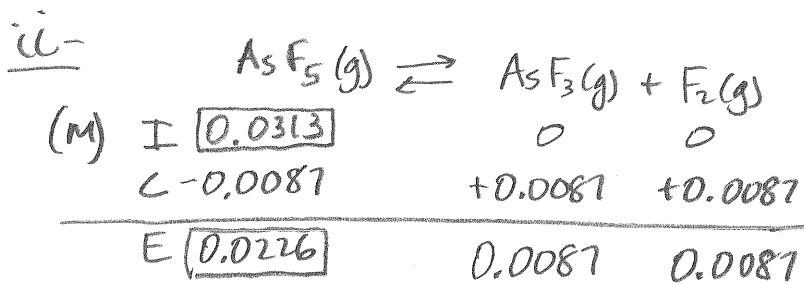 ii-
AsF₅(g) ⇌ AsF₃(g) + F₂(g)
(M) I 0.0313 0 0
C -0.0087 +0.0087 +0.0087
E 0.0226 0.0087 0.0087